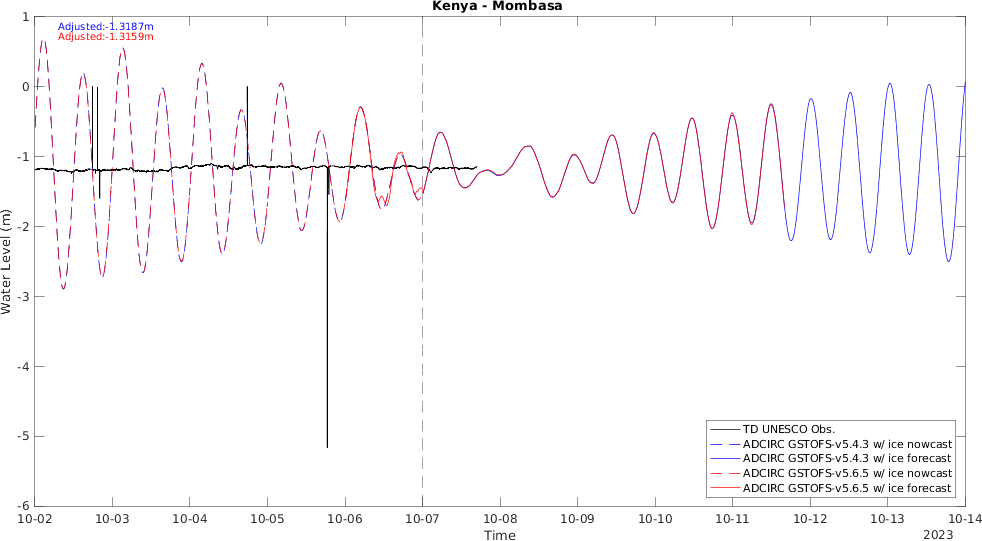 Kenya - Mombasa
Adjusted:-1.3187m
Adjusted:-1.3159m
Water Level (m)
1
0
-1
-2
-3
-4
-5
-6
TD UNESCO Obs.
ADCIRC GSTOFS-v5.4.3 w/ ice nowcast
ADCIRC GSTOFS-v5.4.3 w/ ice forecast
ADCIRC GSTOFS-v5.6.5 w/ ice nowcast
ADCIRC GSTOFS-v5.6.5 w/ ice forecast
10-02 10-03 10-04 10-05 10-06 10-07 10-08 10-09 10-10 10-11 10-12 10-13 10-14
Time
2023